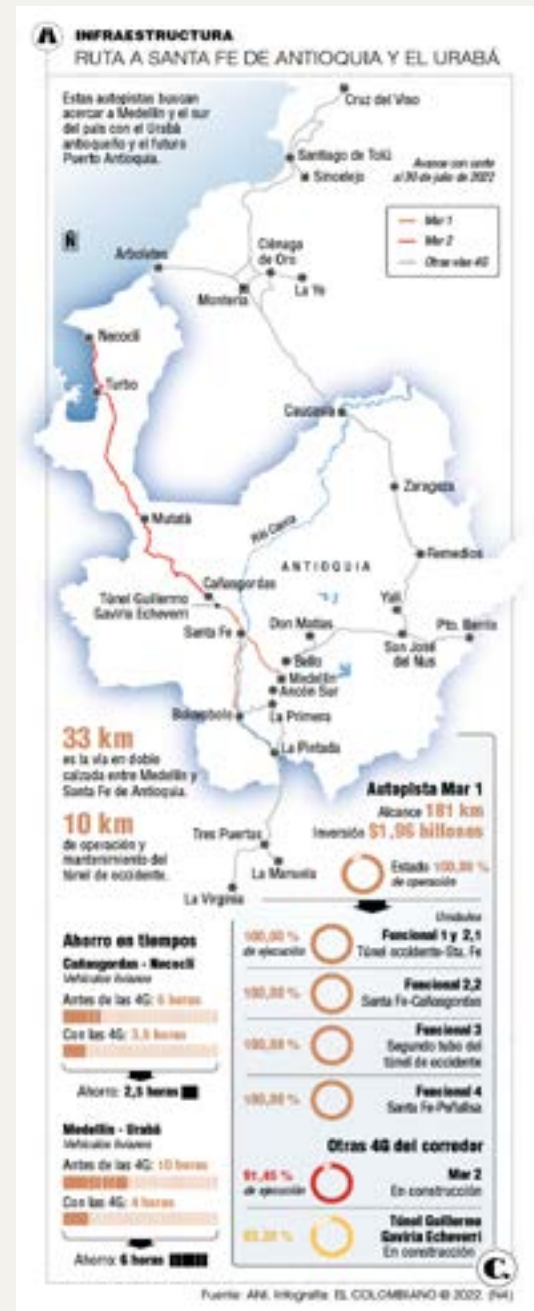 INFRAESTRUCTURA
RUTA A SANTA FE DE ANTIOQUIA Y EL URABÁ
Estas autopistas buscan
acercar a Medellín y el sur
del país con el Urabá
antioqueño y el futuro
Puerto Antioquia.
Cruz del Viso
Santiago de Tolú
Sincelejo
Avance con corte
al 30 de julio de 2022
Mar 1
Mar 2
Otras vías 4G
N
Arboletes
Ciénaga
de Oro
La Ye
Montería
Necoclí
Turbo
Caucasia
Zaragoza
Mutatá
Río Cauca
Remedios
ANTIOQUIA
Cañasgordas
Túnel Guillermo
Gaviria Echeverri
Yalí
Don Matías
Pto. Berrío
Santa Fe
San José
del Nus
Bello
Medellín
Ancón Sur
Bolombolo
La Primera
La Pintada
33 km
es la vía en doble
calzada entre Medellín y
Santa Fe de Antioquia.
10 km
de operación y
mantenimiento del
túnel de occidente.
Tres Puertas
La Manuela
La Virginia
Autopista Mar 1
Alcance 181 km
Inversión $1,96 billones
Estado 100,00 %
de operación
Unidades
100,00 %
de ejecución
Funcional 1 y 2,1
Túnel occidente-Sta. Fe
100,00 %
Funcional 2,2
Santa Fe-Cañasgordas
100,00 %
Funcional 3
Segundo tubo del
túnel de occidente
100,00 %
Funcional 4
Santa Fe-Peñalisa
Otras 4G del corredor
91,45 %
de ejecución
Mar 2
En construcción
Túnel Guillermo
Gaviria Echeverri
En construcción
Ahorro en tiempos
Cañasgordas - Necoclí
Vehículos livianos
Antes de las 4G: 6 horas
Con las 4G: 3,5 horas
Ahorro: 2,5 horas
Medellín - Urabá
Vehículos livianos
Antes de las 4G: 10 horas
Con las 4G: 4 horas
Ahorro: 6 horas
C.
Fuente: ANI. Infografía: EL COLOMBIANO © 2022. (N4)